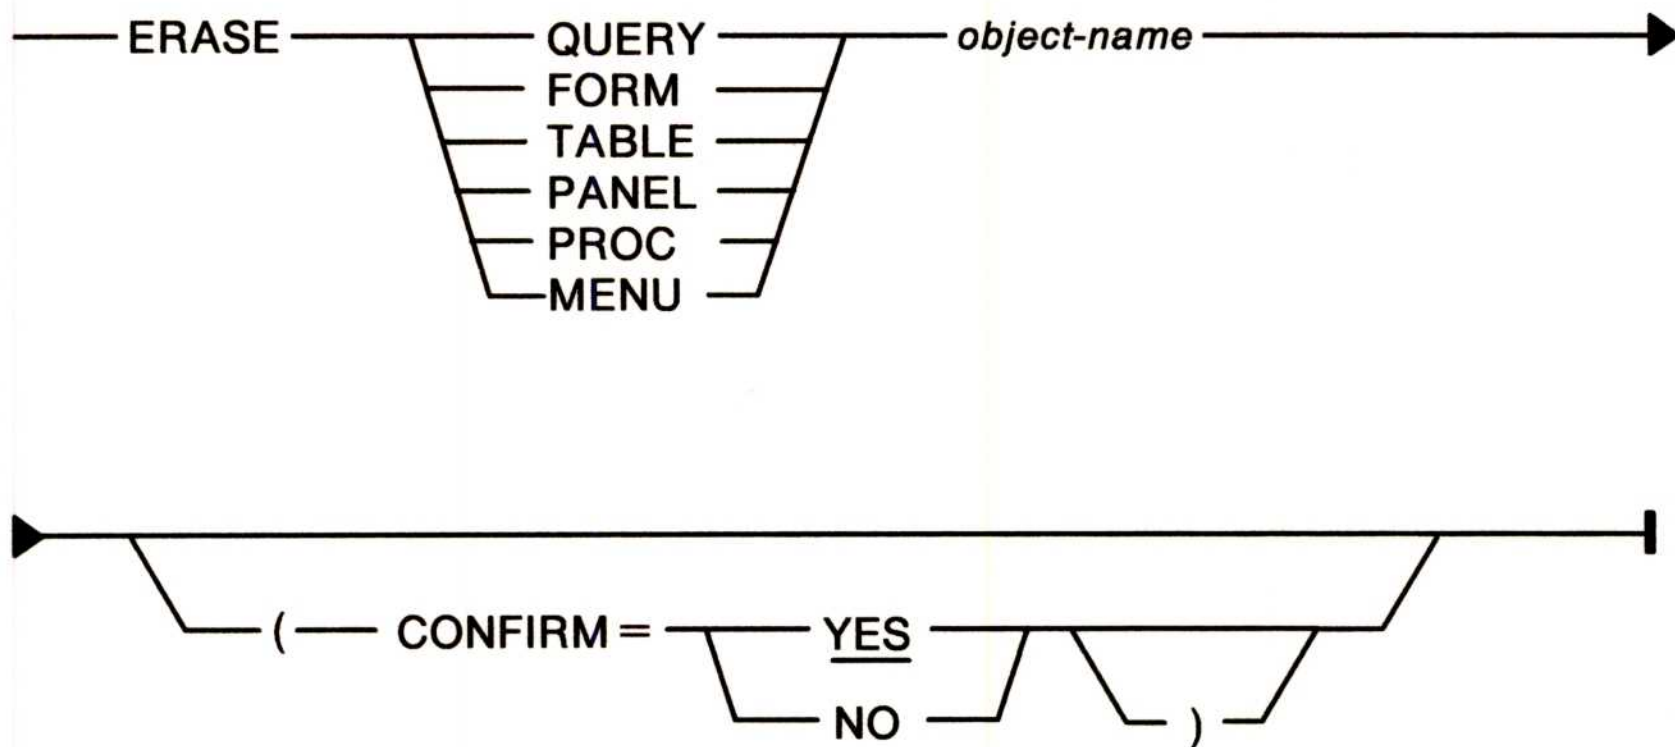 ERASE QUERY object-name
FORM
TABLE
PANEL
PROC
MENU
( CONFIRM = YES
NO )